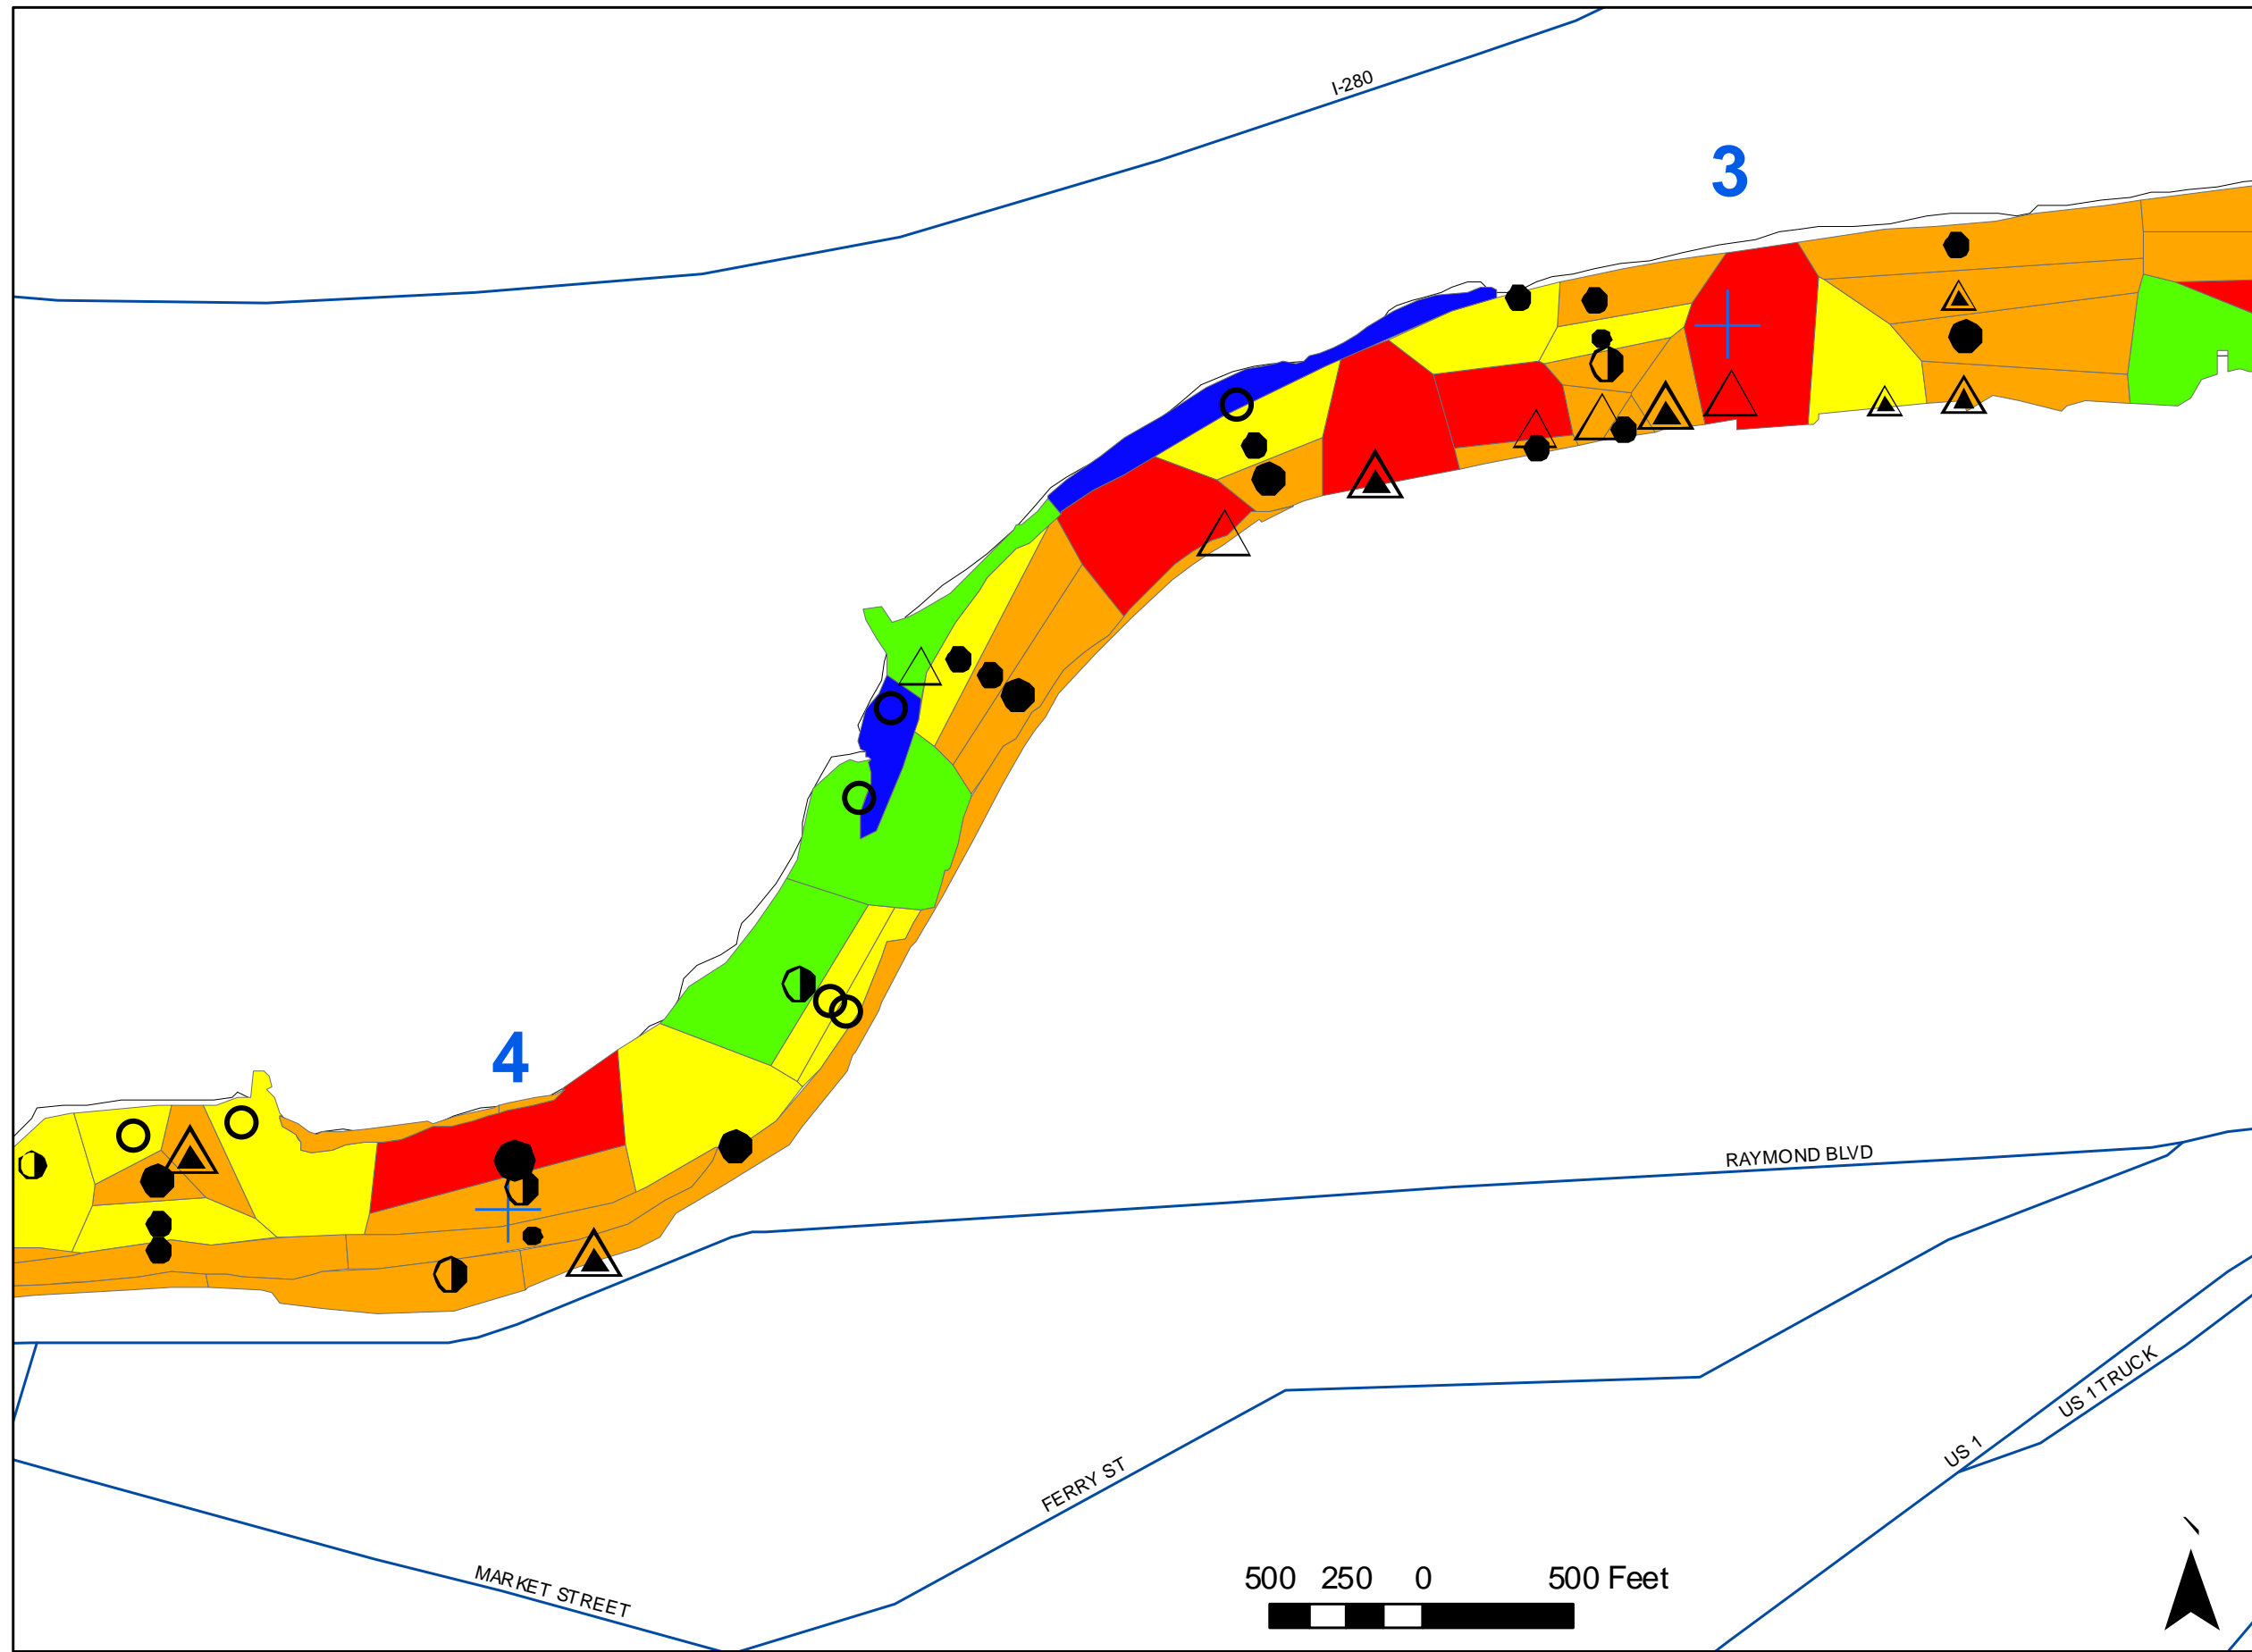 I-280
3
4
RAYMOND BLVD
US 1 TRUCK
US 1
FERRY ST
MARKET STREET
500 250 0 500 Feet